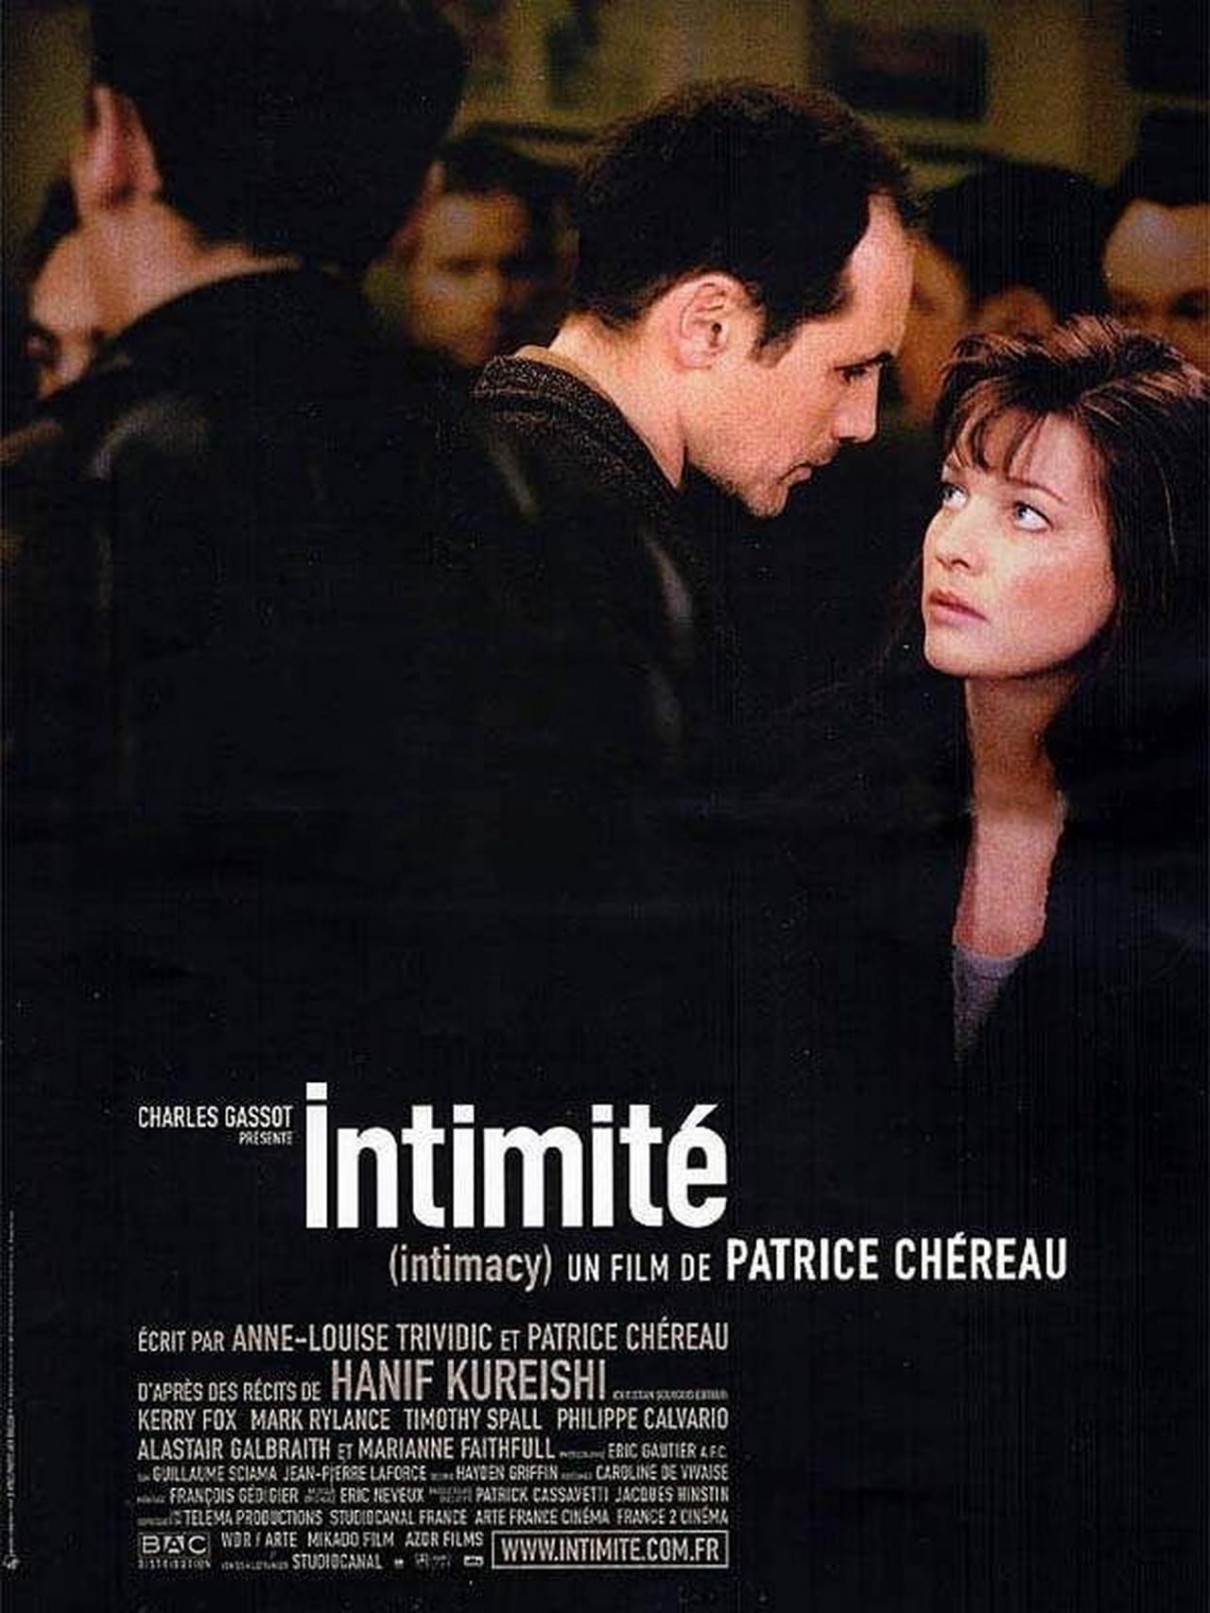 CHARLES GASSOT
PRÉSENTE
intimité
(intimacy) UN FILM DE PATRICE CHÉREAU
ÉCRIT PAR ANNE-LOUISE TRIVIDIC ET PATRICE CHÉREAU
D'APRÈS DES RÉCITS DE HANIF KUREISHI
KERRY FOX MARK RYLANCE TIMOTHY SPALL PHILIPPE CALVARIO
ALASTAIR GALBRAITH ET MARIANNE FAITHFULL ERIC GAUTIER A.F.C.
GUILLAUME SCIAMA JEAN-PIERRE LAFORCE HAYDEN GRIFFIN CAROLINE DE VIVAISE
FRANÇOIS GÉDIGIER ERIC NEVEUX PATRICK CASSAVETTI JACQUES HINSTIN
TELEMA PRODUCTIONS STUDIOCANAL FRANCE ARTE FRANCE CINÉMA FRANCE 2 CINÉMA
BAC WDR / ARTE MIKADO FILM AZOR FILMS
DISTRIBUTION STUDIOCANAL WWW.INTIMITE.COM.FR